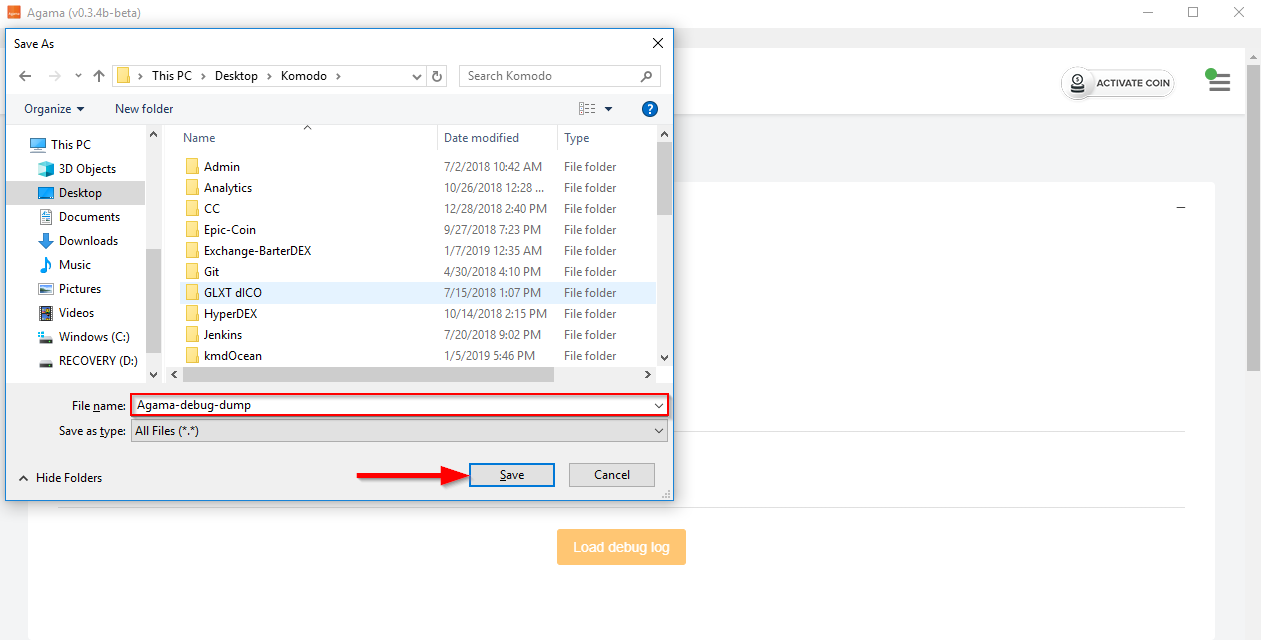 Agama (v0.3.4b-beta)
Save As
This PC Desktop Komodo
Search Komodo
ACTIVATE COIN
Organize New folder
Name Date modified Type
This PC
3D Objects
Desktop
Documents
Downloads
Music
Pictures
Videos
Windows (C:)
RECOVERY (D:)
Admin 7/2/2018 10:42 AM File folder
Analytics 10/26/2018 12:28 ... File folder
CC 12/28/2018 2:40 PM File folder
Epic-Coin 9/27/2018 7:23 PM File folder
Exchange-BarterDEX 1/7/2019 12:35 AM File folder
Git 4/30/2018 4:10 PM File folder
GLXT dICO 7/15/2018 1:07 PM File folder
HyperDEX 10/14/2018 2:15 PM File folder
Jenkins 7/20/2018 9:02 PM File folder
kmdOcean 1/5/2019 5:46 PM File folder
File name: Agama-debug-dump
Save as type: All Files (*.*)
Hide Folders
Save Cancel
Load debug log